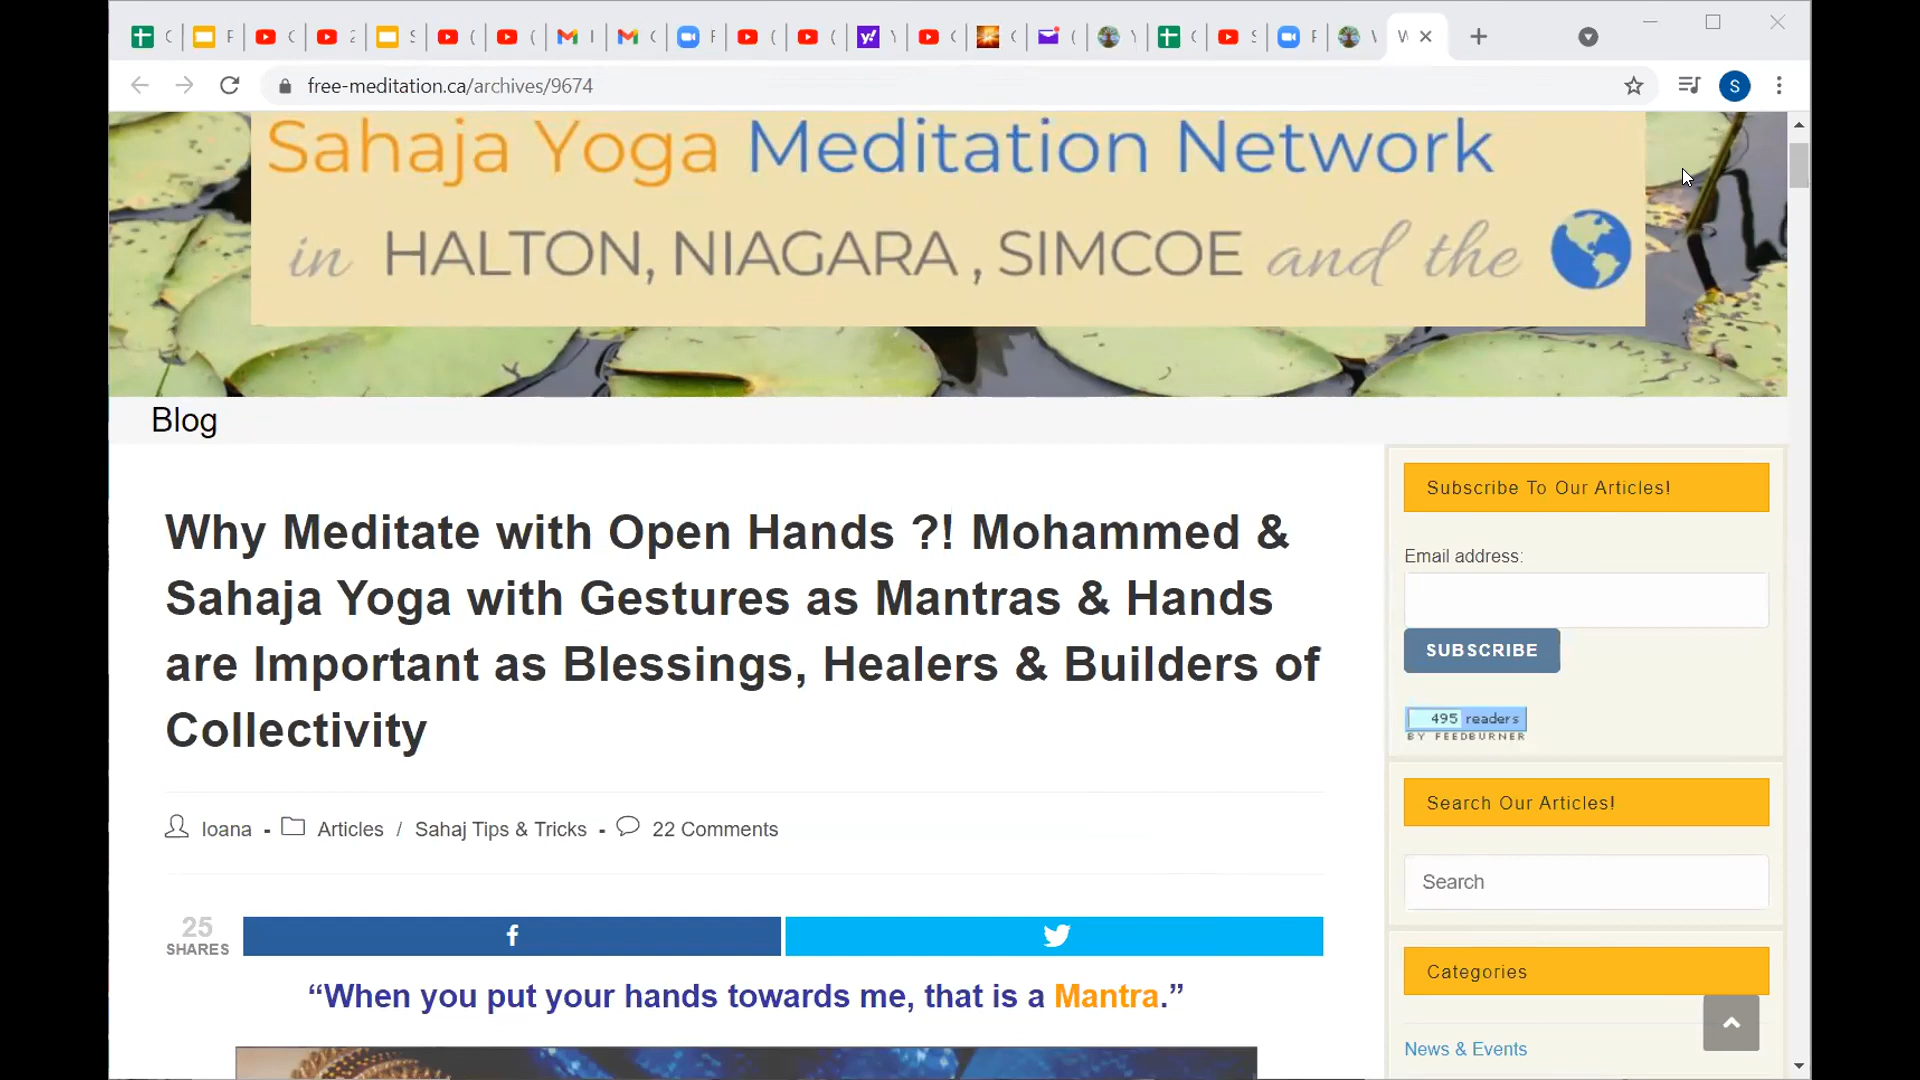 free-meditation.ca/archives/9674
S
Sahaja Yoga Meditation Network
in HALTON, NIAGARA , SIMCOE and the
Blog
Why Meditate with Open Hands ?! Mohammed &
Sahaja Yoga with Gestures as Mantras & Hands
are Important as Blessings, Healers & Builders of
Collectivity
Ioana - Articles / Sahaj Tips & Tricks - 22 Comments
25
SHARES
“When you put your hands towards me, that is a Mantra.”
Subscribe To Our Articles!
Email address:
SUBSCRIBE
495 readers
BY FEEDBURNER
Search Our Articles!
Search
Categories
News & Events